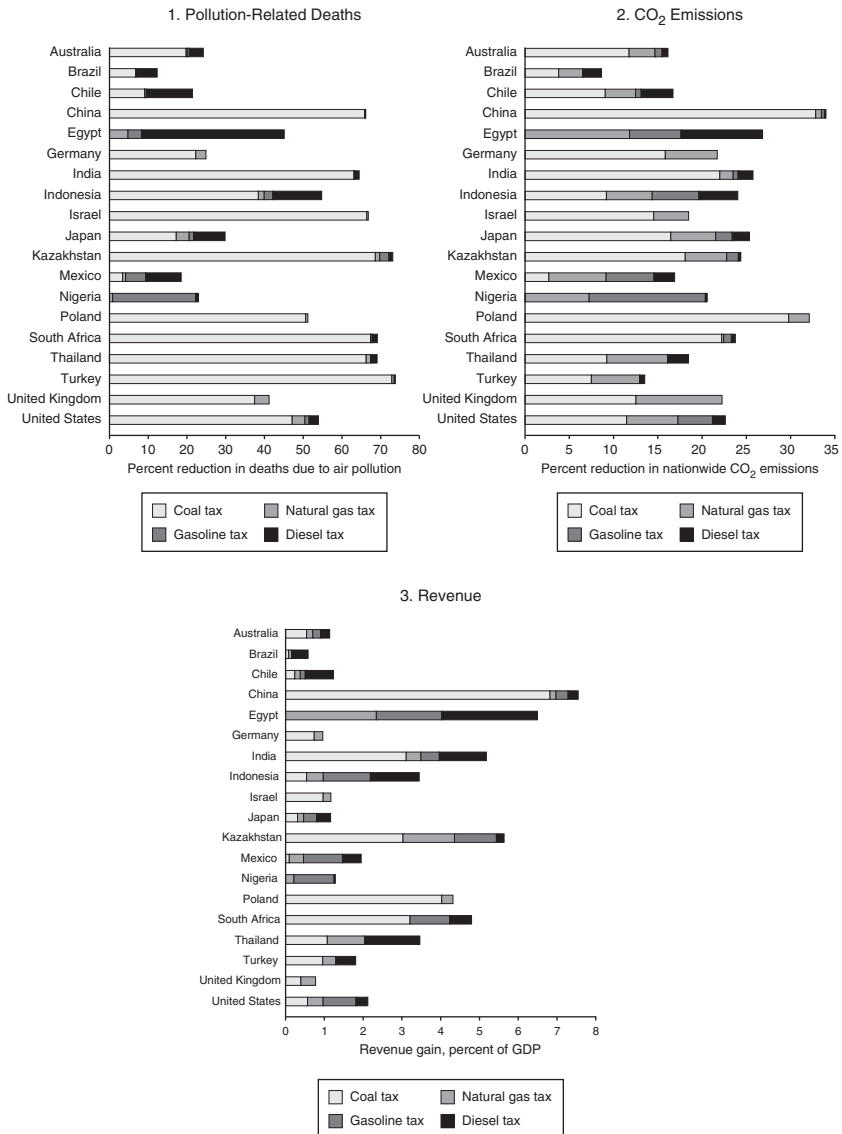 1. Pollution-Related Deaths
Australia
Brazil
Chile
China
Egypt
Germany
India
Indonesia
Israel
Japan
Kazakhstan
Mexico
Nigeria
Poland
South Africa
Thailand
Turkey
United Kingdom
United States
0 10 20 30 40 50 60 70 80
Percent reduction in deaths due to air pollution
Coal tax Natural gas tax
Gasoline tax Diesel tax
2. CO₂ Emissions
Australia
Brazil
Chile
China
Egypt
Germany
India
Indonesia
Israel
Japan
Kazakhstan
Mexico
Nigeria
Poland
South Africa
Thailand
Turkey
United Kingdom
United States
0 5 10 15 20 25 30 35
Percent reduction in nationwide CO₂ emissions
Coal tax Natural gas tax
Gasoline tax Diesel tax
3. Revenue
Australia
Brazil
Chile
China
Egypt
Germany
India
Indonesia
Israel
Japan
Kazakhstan
Mexico
Nigeria
Poland
South Africa
Thailand
Turkey
United Kingdom
United States
0 1 2 3 4 5 6 7 8
Revenue gain, percent of GDP
Coal tax Natural gas tax
Gasoline tax Diesel tax